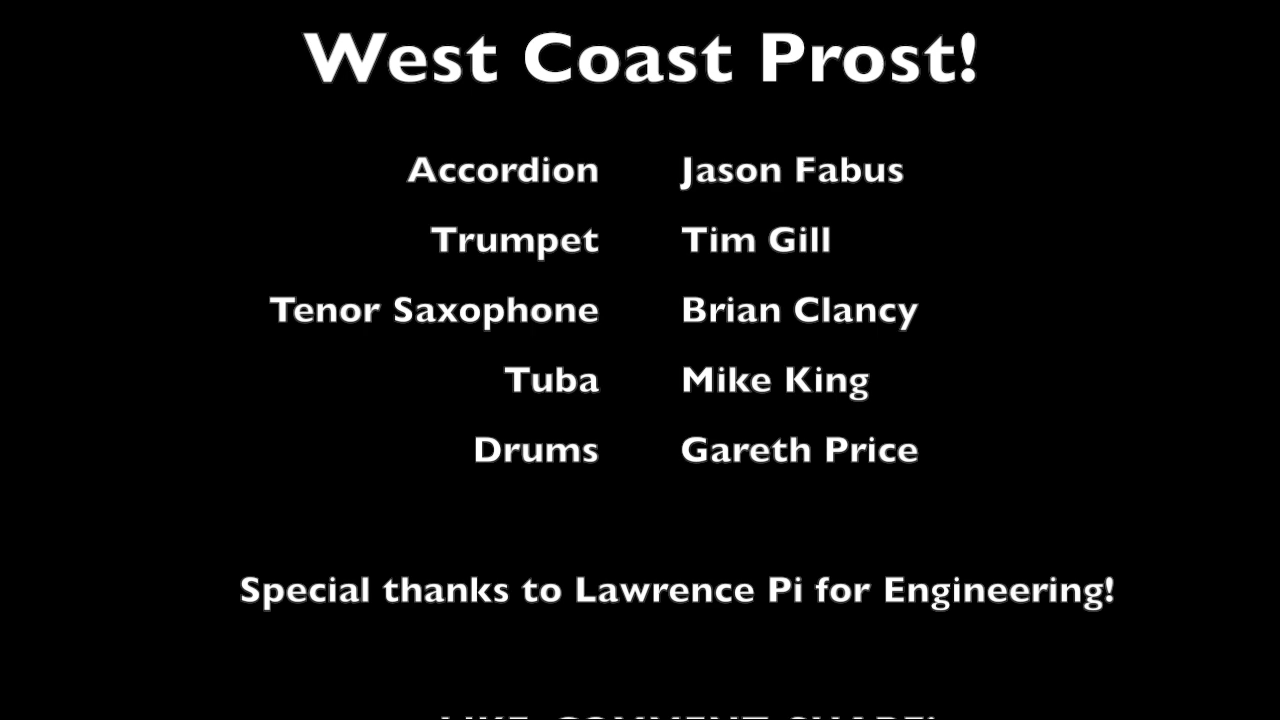 West Coast Prost!
Accordion Jason Fabus
Trumpet Tim Gill
Tenor Saxophone Brian Clancy
Tuba Mike King
Drums Gareth Price
Special thanks to Lawrence Pi for Engineering!